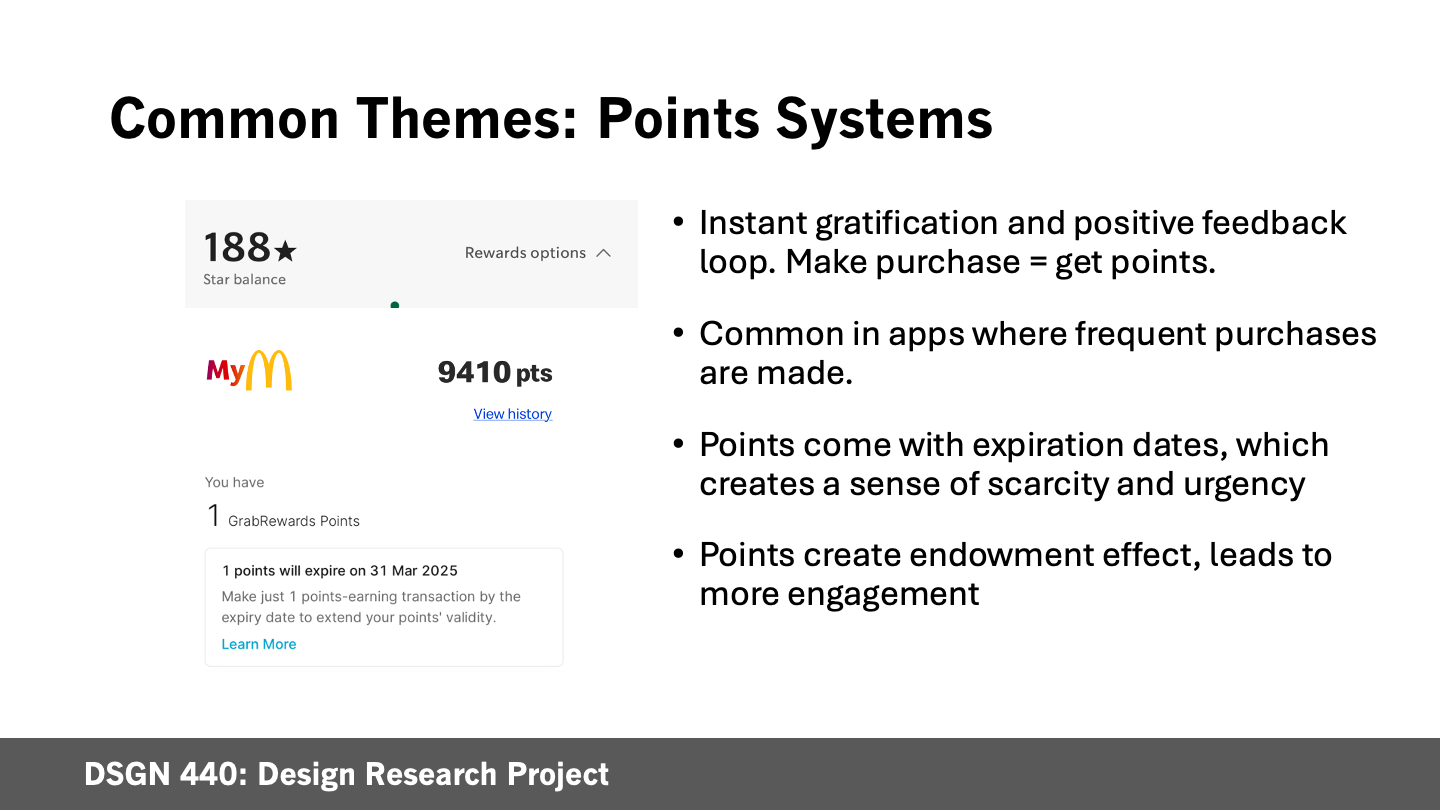 Common Themes: Points Systems
188★
Star balance
Rewards options
My
9410 pts
View history
You have
1 GrabRewards Points
1 points will expire on 31 Mar 2025
Make just 1 points-earning transaction by the
expiry date to extend your points' validity.
Learn More
• Instant gratification and positive feedback
loop. Make purchase = get points.
• Common in apps where frequent purchases
are made.
• Points come with expiration dates, which
creates a sense of scarcity and urgency
• Points create endowment effect, leads to
more engagement
DSGN 440: Design Research Project